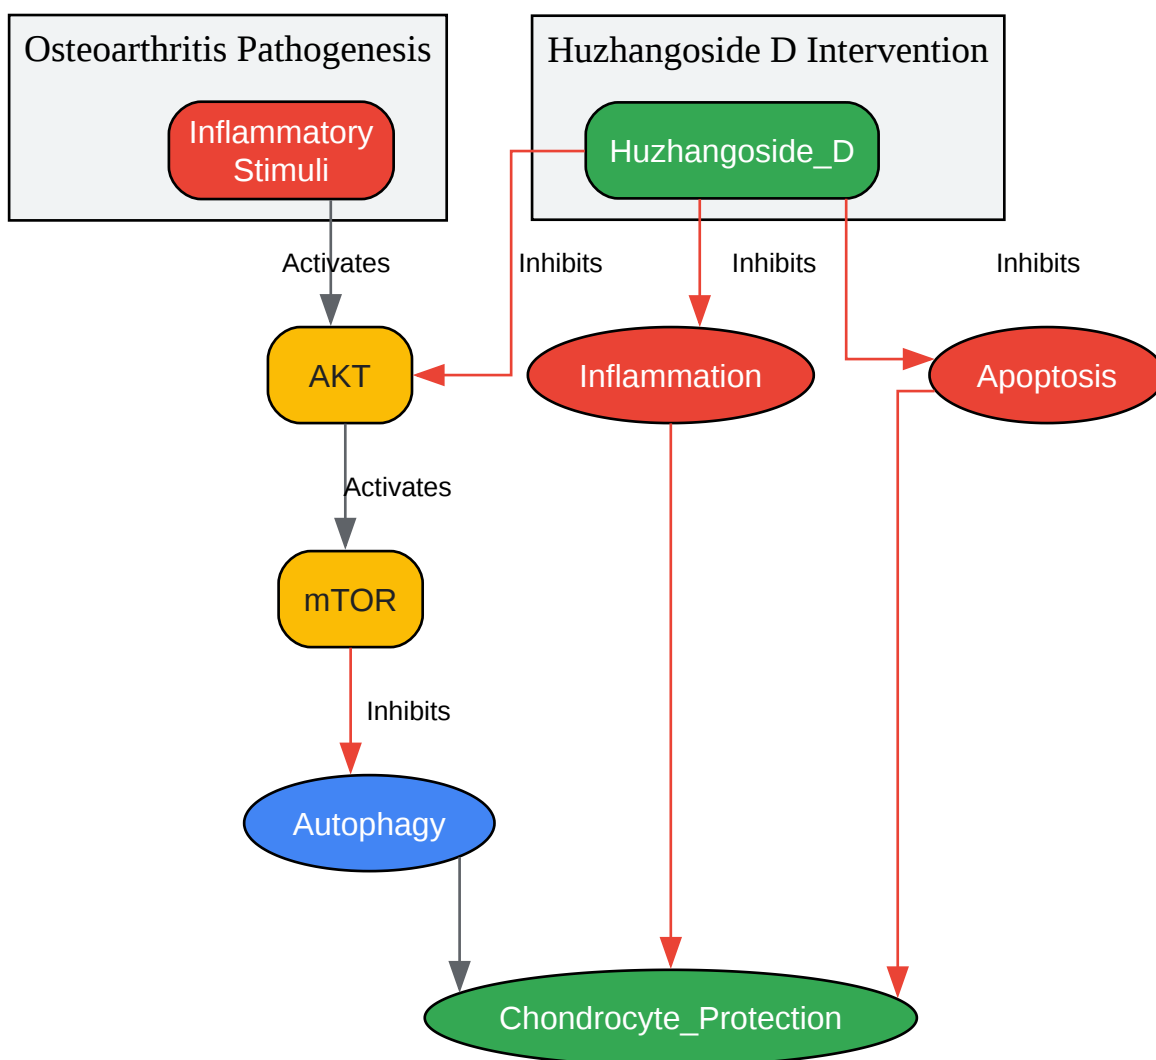 Osteoarthritis Pathogenesis
Huzhangoside D Intervention
Inflammatory
Stimuli
Huzhangoside_D
Activates
Inhibits
Inhibits
Inhibits
AKT
Inflammation
Apoptosis
Activates
mTOR
Inhibits
Autophagy
Chondrocyte_Protection